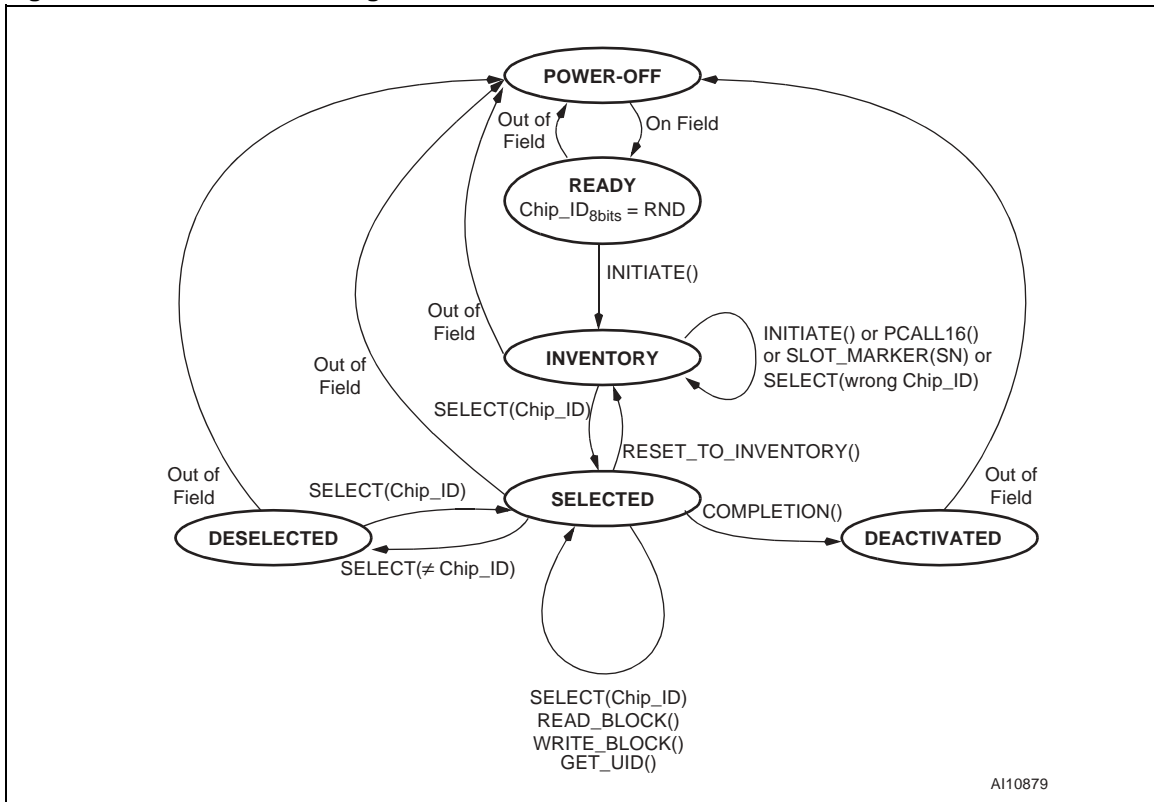 POWER-OFF
Out of
Field
On Field
READY
Chip_ID8bits = RND
INITIATE()
Out of
Field
INVENTORY
INITIATE() or PCALL16()
or SLOT_MARKER(SN) or
SELECT(wrong Chip_ID)
Out of
Field
SELECT(Chip_ID)
RESET_TO_INVENTORY()
Out of
Field
SELECT(Chip_ID)
SELECTED
COMPLETION()
Out of
Field
DESELECTED
DEACTIVATED
SELECT(≠ Chip_ID)
SELECT(Chip_ID)
READ_BLOCK()
WRITE_BLOCK()
GET_UID()
AI10879